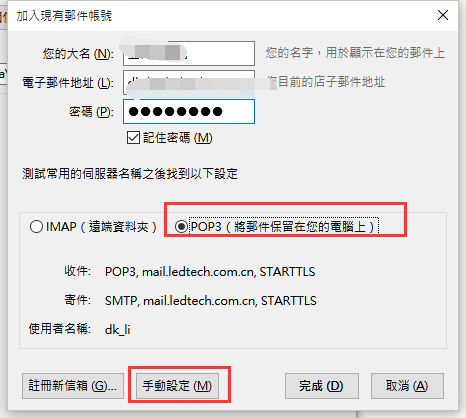 加入現有郵件帳號
您的大名 (N):
您的名字，用於顯示在您的郵件上
電子郵件地址 (L):
您目前的店子郵件地址
密碼 (P): ●●●●●●●●
記住密碼 (M)
測試常用的伺服器名稱之後找到以下設定
IMAP（遠端資料夾） POP3（將郵件保留在您的電腦上）
收件: POP3, mail.ledtech.com.cn, STARTTLS
寄件: SMTP, mail.ledtech.com.cn, STARTTLS
使用者名稱: dk_li
註冊新信箱 (G)... 手動設定 (M) 完成 (D) 取消 (A)